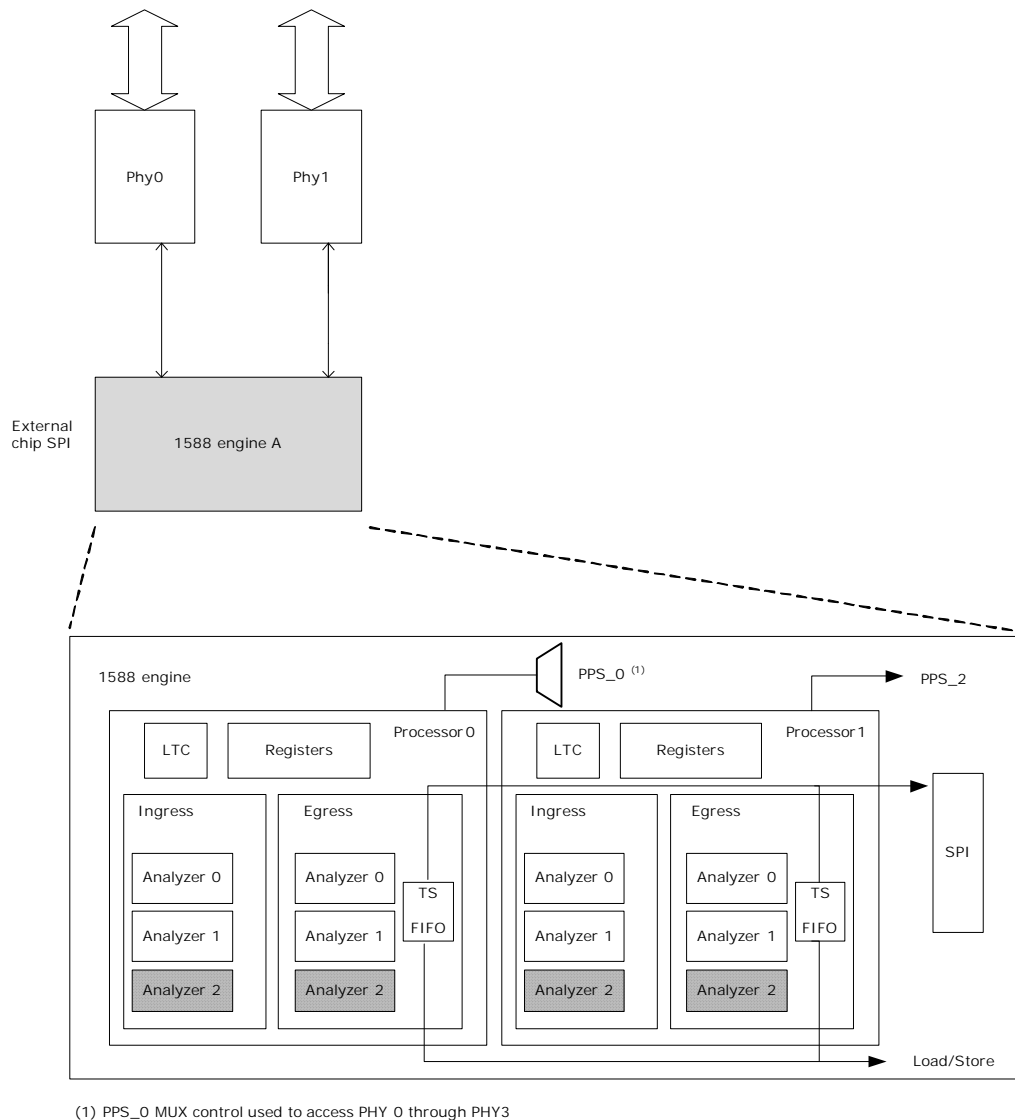 Phy0
Phy1
External
chip SPI
1588 engine A
1588 engine
PPS_0 (1)
PPS_2
Processor0
LTC
Registers
Ingress
Analyzer 0
Analyzer 1
Analyzer 2
Egress
Analyzer 0
Analyzer 1
Analyzer 2
TS
FIFO
Processor1
LTC
Registers
Ingress
Analyzer 0
Analyzer 1
Analyzer 2
Egress
Analyzer 0
Analyzer 1
Analyzer 2
TS
FIFO
SPI
Load/Store
(1) PPS_0 MUX control used to access PHY 0 through PHY3